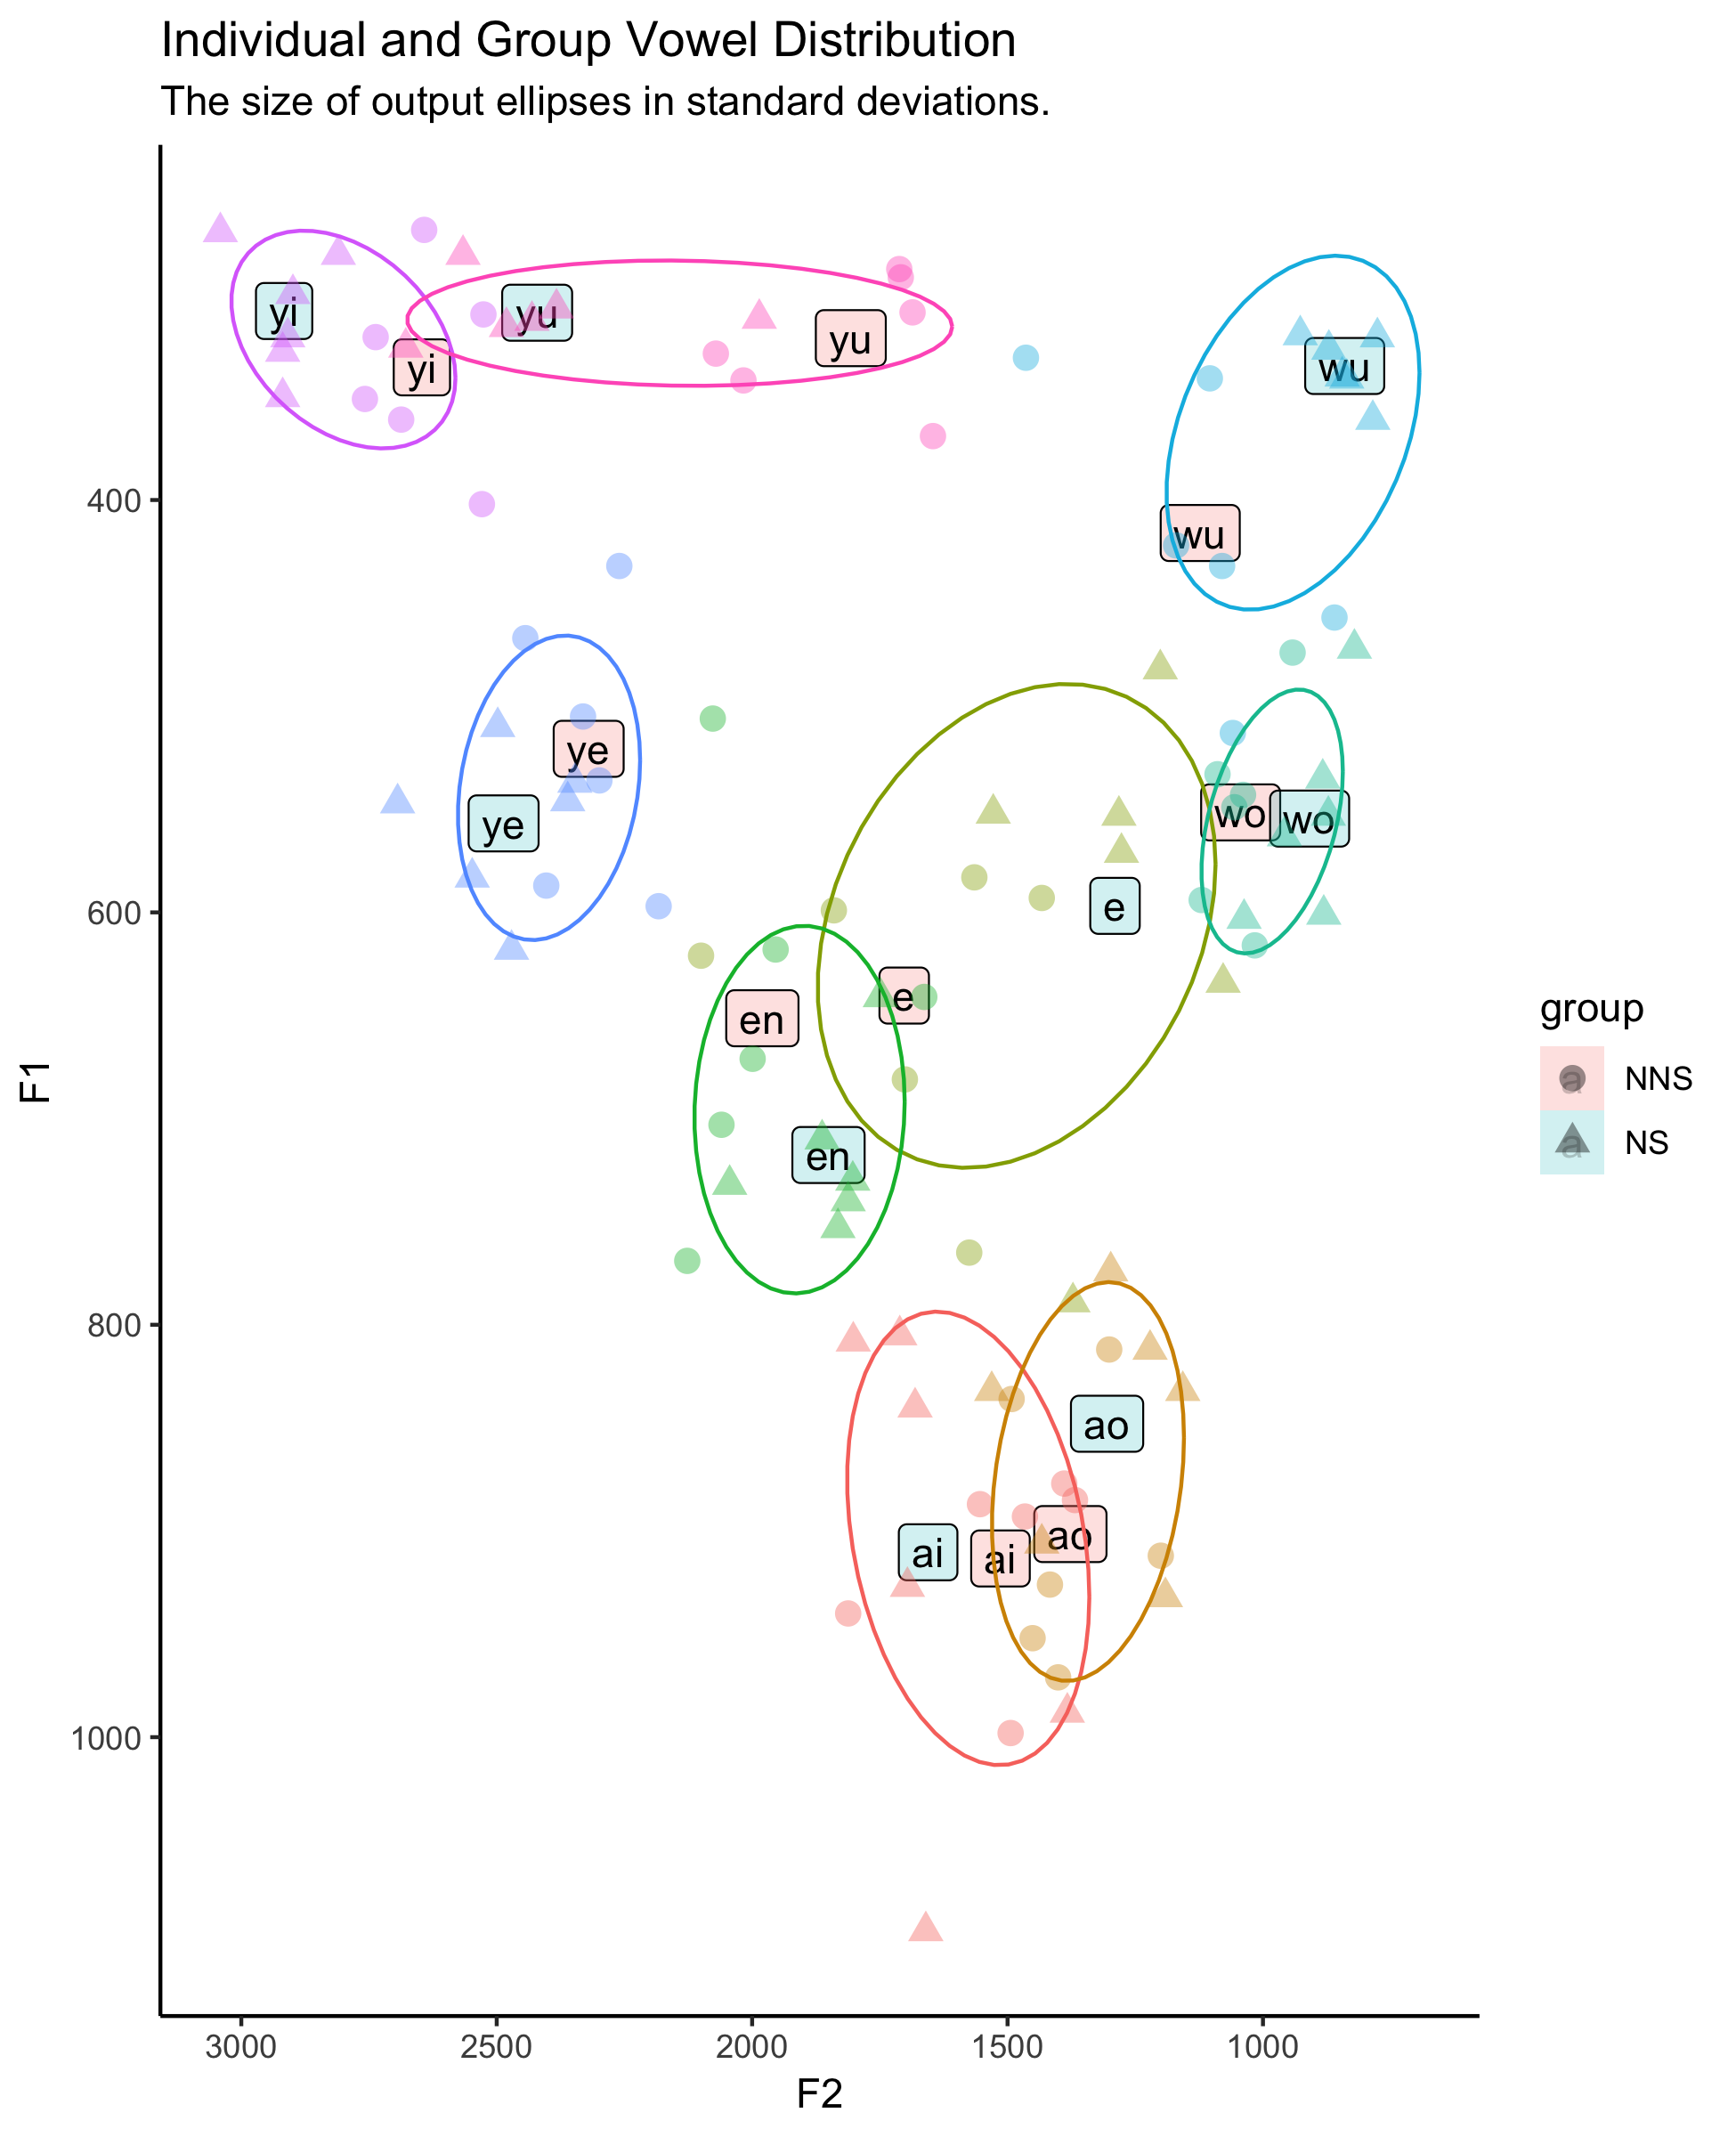 Individual and Group Vowel Distribution
The size of output ellipses in standard deviations.
yi
yu
yu
yi
wu
400
wu
ye
wo
wo
ye
e
600
e
en
group
a NNS
en
a NS
F1
800
ao
ao
ai
ai
1000
3000 2500 2000 1500 1000
F2